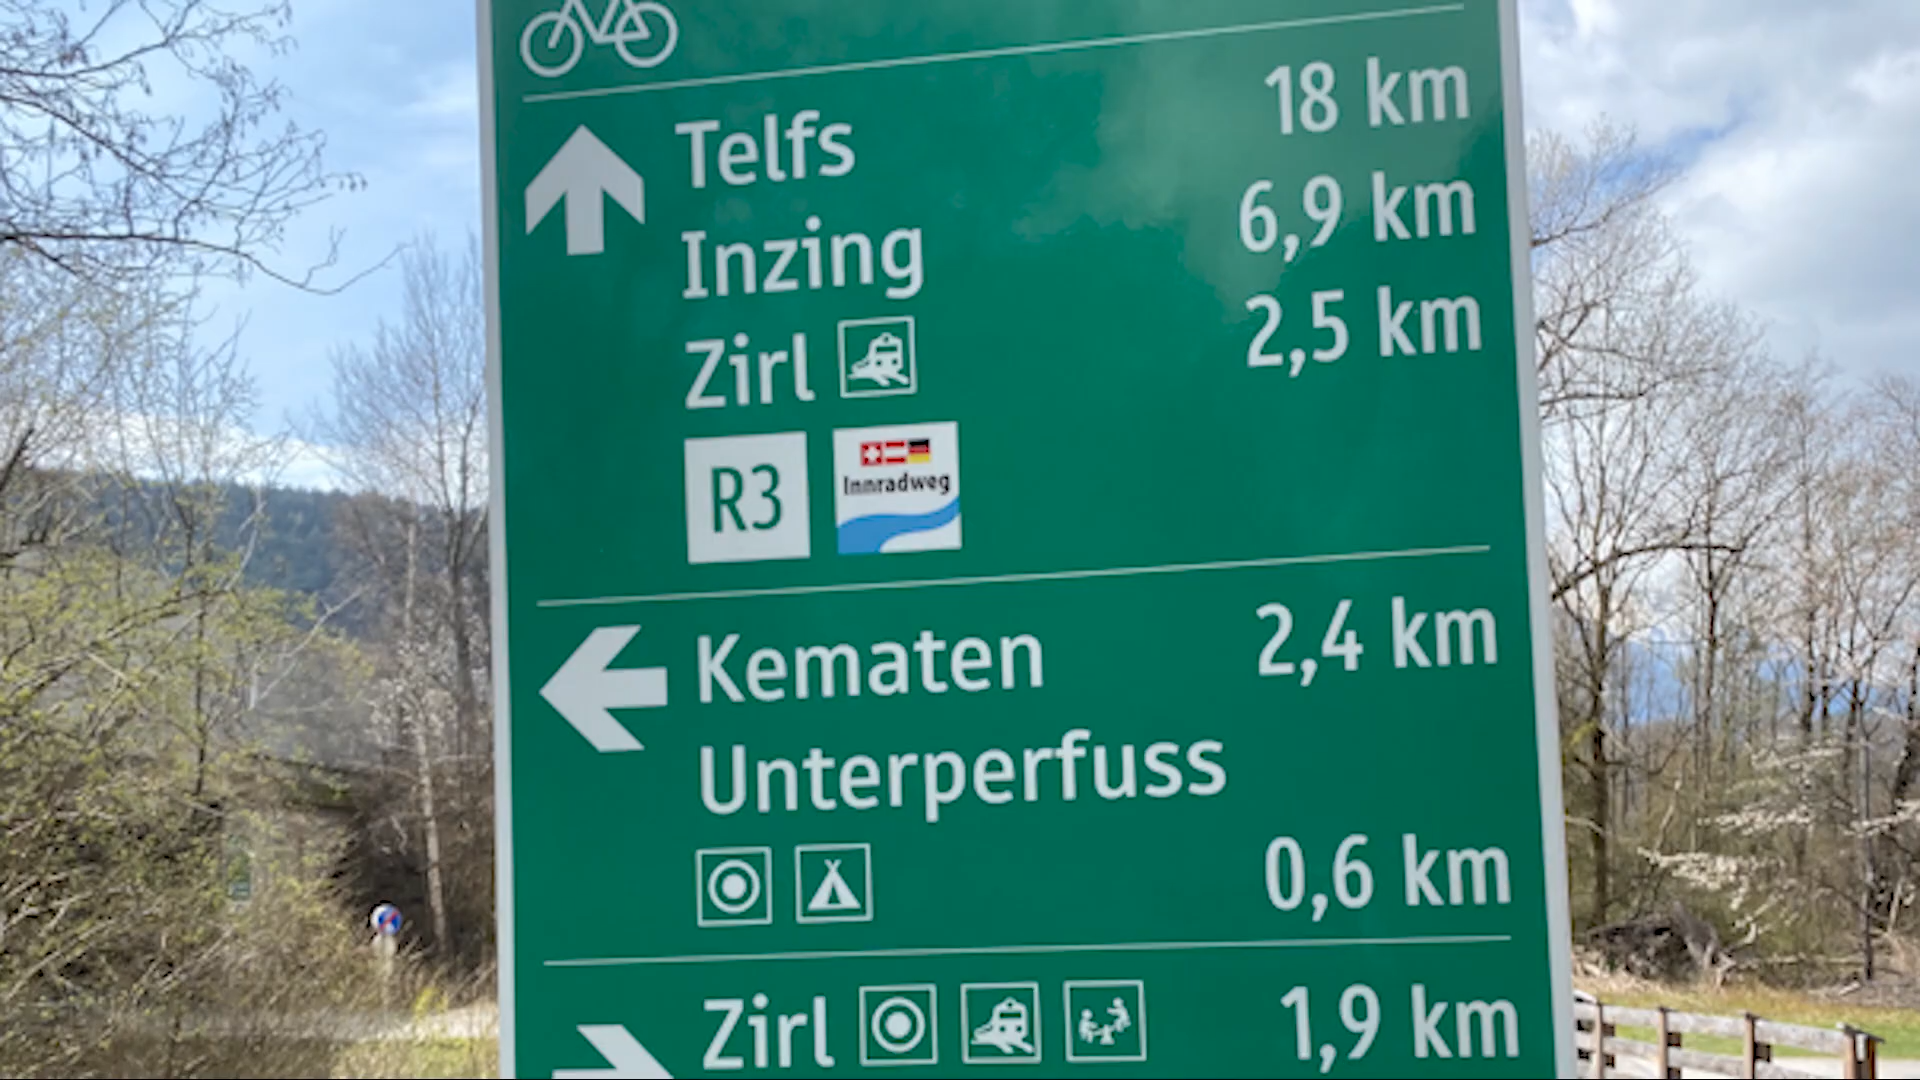 Telfs 18 km
Inzing 6,9 km
Zirl 2,5 km
R3 Innradweg
Kematen 2,4 km
Unterperfuss
0,6 km
Zirl 1,9 km